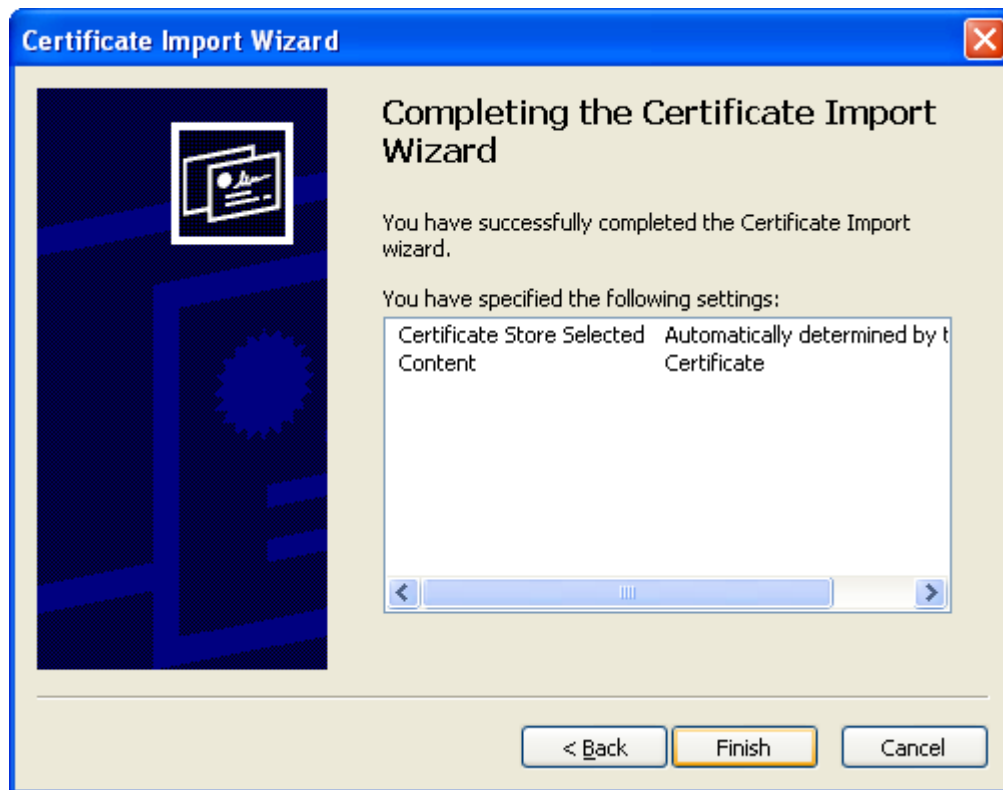 Certificate Import Wizard
Completing the Certificate Import
Wizard
You have successfully completed the Certificate Import
wizard.
You have specified the following settings:
Certificate Store Selected Automatically determined by t
Content Certificate
< Back Finish Cancel